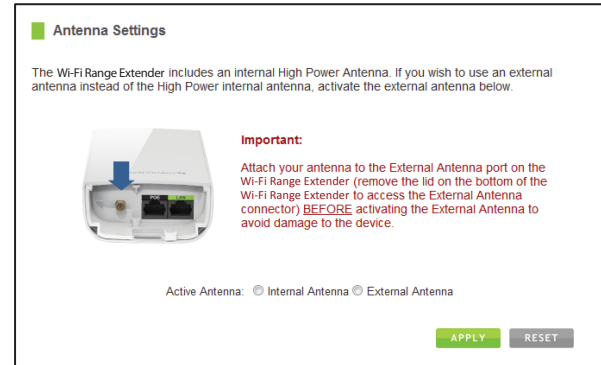 Antenna Settings
The Wi-Fi Range Extender includes an internal High Power Antenna. If you wish to use an external
antenna instead of the High Power internal antenna, activate the external antenna below.
Important:
Attach your antenna to the External Antenna port on the
Wi-Fi Range Extender (remove the lid on the bottom of the
Wi-Fi Range Extender to access the External Antenna
connector) BEFORE activating the External Antenna to
avoid damage to the device.
POE LAN
Active Antenna: Internal Antenna External Antenna
APPLY RESET